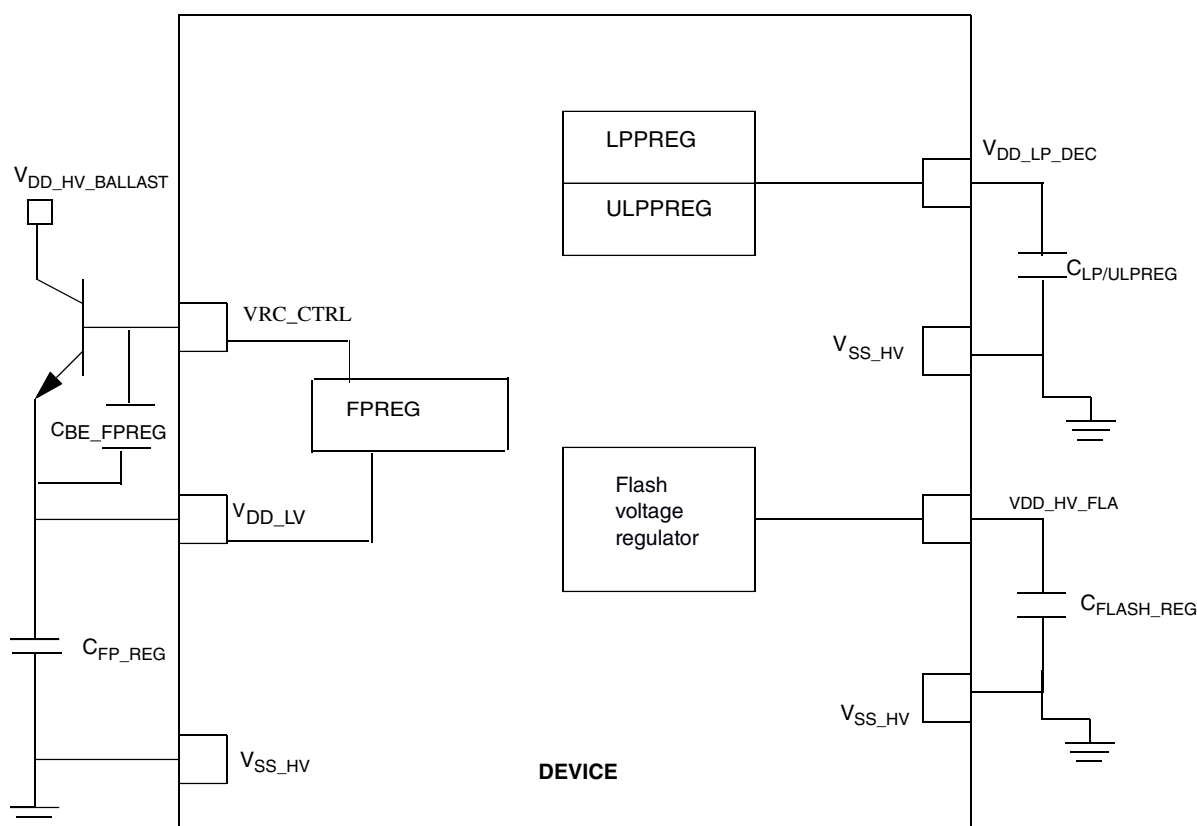 LPPREG
VDD_LP_DEC
VDD_HV_BALLAST
ULPPREG
CLP/ULPREG
VRC_CTRL
VSS_HV
FPREG
CBE_FPREG
Flash
voltage
regulator
VDD_LV
VDD_HV_FLA
CFLASH_REG
CFP_REG
VSS_HV
VSS_HV
DEVICE